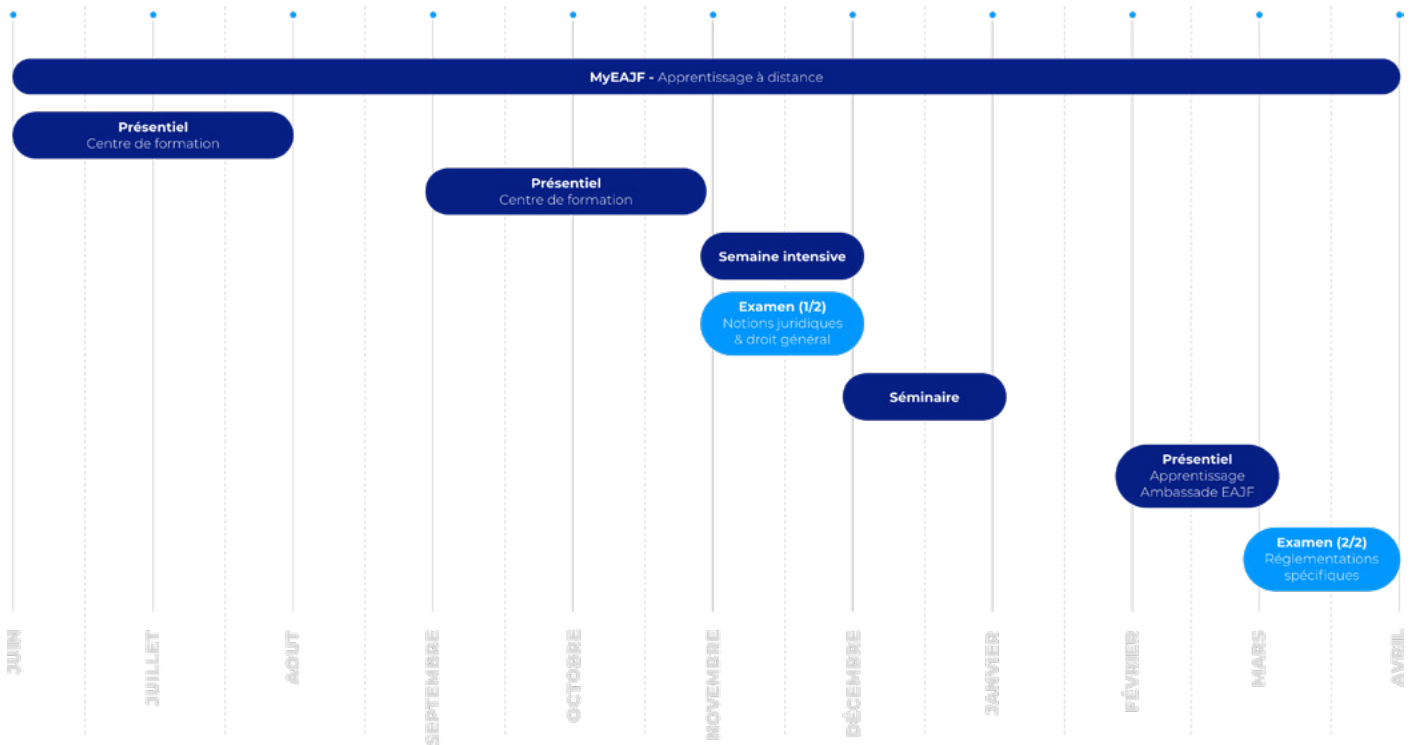 MyEAJF - Apprentissage à distance
Présentiel
Centre de formation
Présentiel
Centre de formation
Semaine intensive
Examen (1/2)
Notions juridiques
& droit général
Séminaire
Présentiel
Apprentissage
Ambassade EAJF
Examen (2/2)
Réglementations
spécifiques
JUIN
JUILLET
AOUT
SEPTEMBRE
OCTOBRE
NOVEMBRE
DÉCEMBRE
JANVIER
FÉVRIER
MARS
AVRIL